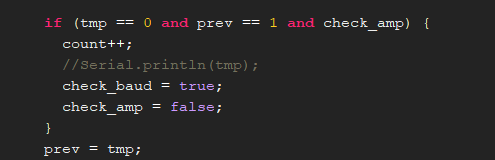 if (tmp == 0 and prev == 1 and check_amp) {
count++;
//Serial.println(tmp);
check_baud = true;
check_amp = false;
}
prev = tmp;